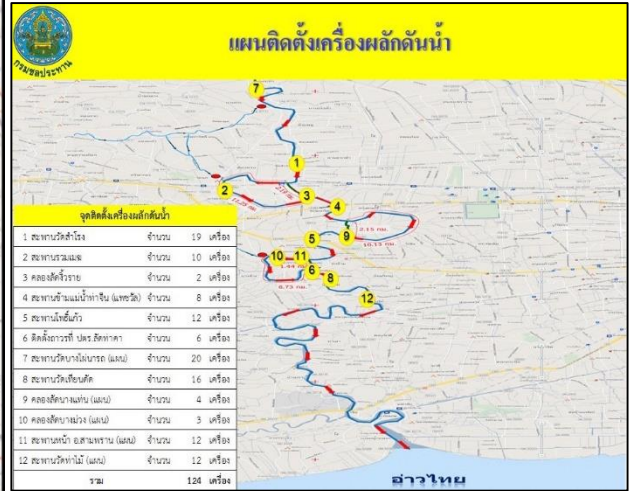 แผนติดตั้งเครื่องผลักดันน้ำ
กรมชลประทาน
7
1
2
3
4
5
9
10
11
6
8
12
2.15 กม.
10.13 กม.
1.44 กม.
6.75 กม.
จุดติดตั้งเครื่องผลักดันน้ำ
1 สะพานวัดสำโรง จำนวน 19 เครื่อง
2 สะพานรวมเมฆ จำนวน 10 เครื่อง
3 คลองลัดงิ้วราย จำนวน 2 เครื่อง
4 สะพานข้ามแม่น้ำท่าจีน (แพขวัญ) จำนวน 8 เครื่อง
5 สะพานโพธิ์แก้ว จำนวน 12 เครื่อง
6 ติดตั้งถาวรที่ ปตร.ลัดท่าคา จำนวน 6 เครื่อง
7 สะพานวัดบางไผ่นารถ (แผน) จำนวน 20 เครื่อง
8 สะพานวัดเทียนดัด จำนวน 16 เครื่อง
9 คลองลัดบางแท่น (แผน) จำนวน 4 เครื่อง
10 คลองลัดบางม่วง (แผน) จำนวน 3 เครื่อง
11 สะพานหน้า อ.สามพราน (แผน) จำนวน 12 เครื่อง
12 สะพานวัดท่าไม้ (แผน) จำนวน 12 เครื่อง
รวม 124 เครื่อง
อ่าวไทย